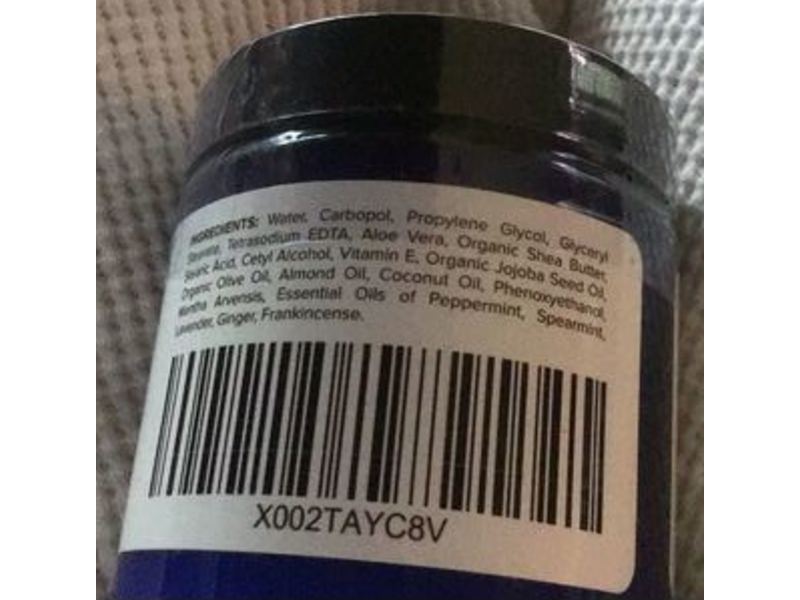 INGREDIENTS: Water, Carbopol, Propylene Glycol, Glyceryl
Stearate, Tetrasodium EDTA, Aloe Vera, Organic Shea Butter,
Stearic Acid, Cetyl Alcohol, Vitamin E, Organic Jojoba Seed Oil,
Organic Olive Oil, Almond Oil, Coconut Oil, Phenoxyethanol,
Mentha Arvensis, Essential Oils of Peppermint, Spearmint,
Lavender, Ginger, Frankincense.
X002TAYC8V